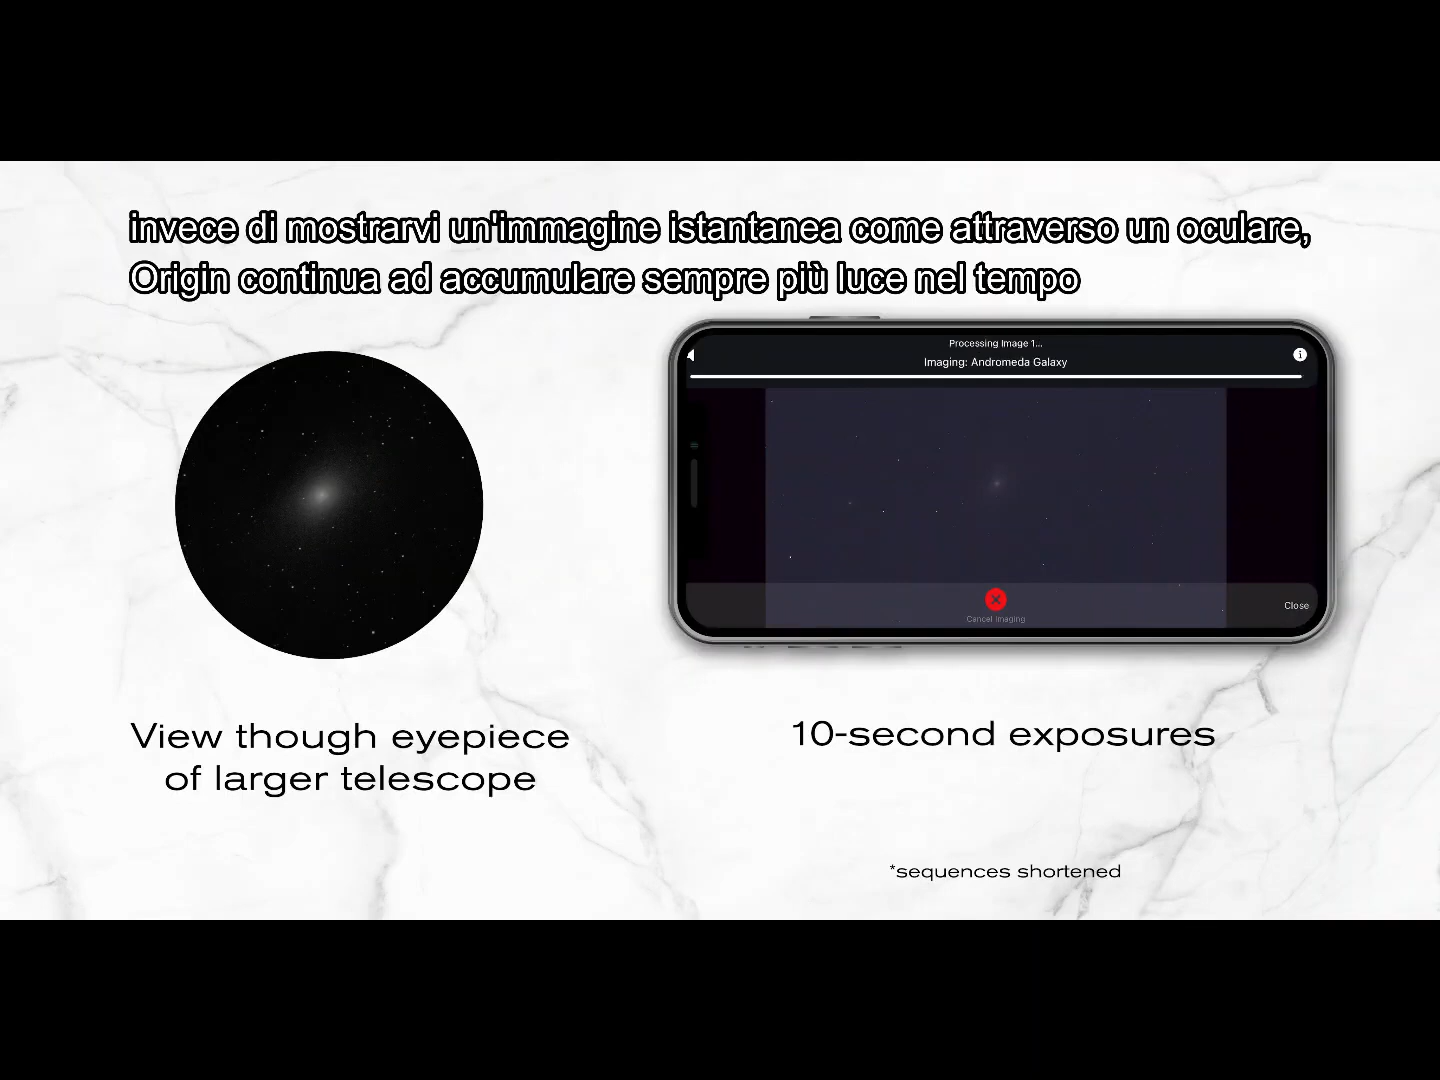 invece di mostrarvi un'immagine istantanea come attraverso un oculare,
Origin continua ad accumulare sempre più luce nel tempo
Processing Image 1...
Imaging: Andromeda Galaxy
i
Cancel Imaging
Close
View though eyepiece
of larger telescope
10-second exposures
*sequences shortened